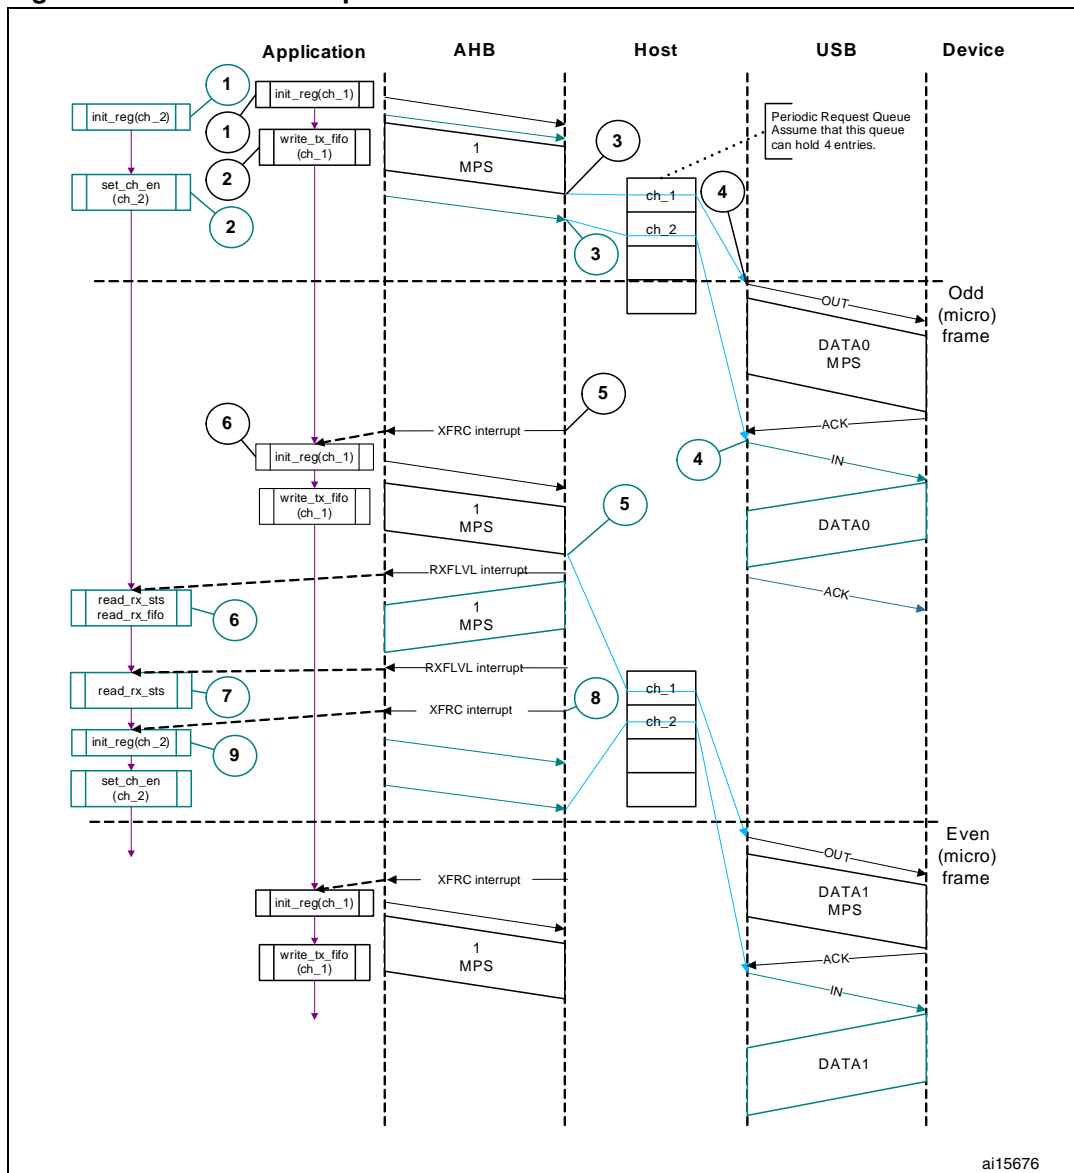 Application
AHB
Host
USB
Device
1
init_reg(ch_1)
init_reg(ch_2)
1
write_tx_fifo
(ch_1)
2
1
MPS
3
Periodic Request Queue
Assume that this queue
can hold 4 entries.
set_ch_en
(ch_2)
2
ch_1
ch_2
4
3
Odd
(micro)
frame
OUT
DATA0
MPS
5
6
XFRC interrupt
ACK
init_reg(ch_1)
4
IN
write_tx_fifo
(ch_1)
1
MPS
5
DATA0
RXFLVL interrupt
read_rx_sts
read_rx_fifo
6
1
MPS
ACK
RXFLVL interrupt
read_rx_sts
7
XFRC interrupt
8
ch_1
ch_2
init_reg(ch_2)
9
set_ch_en
(ch_2)
Even
(micro)
frame
OUT
XFRC interrupt
init_reg(ch_1)
DATA1
MPS
write_tx_fifo
(ch_1)
1
MPS
ACK
IN
DATA1
ai15676